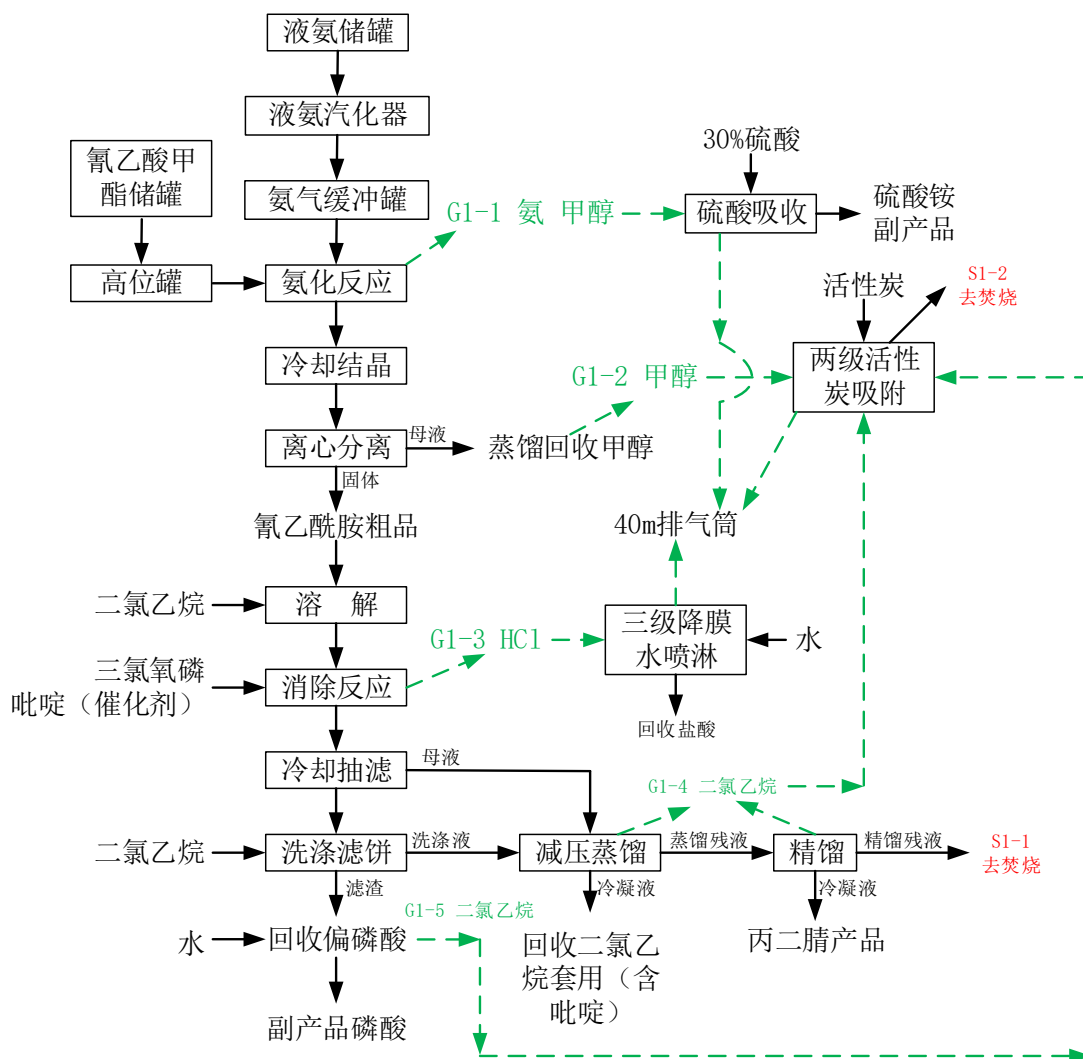 液氨储罐
液氨汽化器
30%硫酸
氰乙酸甲
酯储罐
氨气缓冲罐
G1-1 氨 甲醇
硫酸吸收
硫酸铵
副产品
高位罐
氨化反应
活性炭
S1-2
去焚烧
冷却结晶
G1-2 甲醇
两级活性
炭吸附
离心分离
母液
蒸馏回收甲醇
固体
氰乙酰胺粗品
40m排气筒
二氯乙烷
溶 解
G1-3 HCl
三级降膜
水喷淋
水
三氯氧磷
吡啶（催化剂）
消除反应
回收盐酸
冷却抽滤
母液
G1-4 二氯乙烷
二氯乙烷
洗涤滤饼
洗涤液
减压蒸馏
蒸馏残液
精馏
精馏残液
S1-1
去焚烧
滤渣
冷凝液
冷凝液
G1-5 二氯乙烷
水
回收偏磷酸
回收二氯乙
烷套用（含
吡啶）
丙二腈产品
副产品磷酸